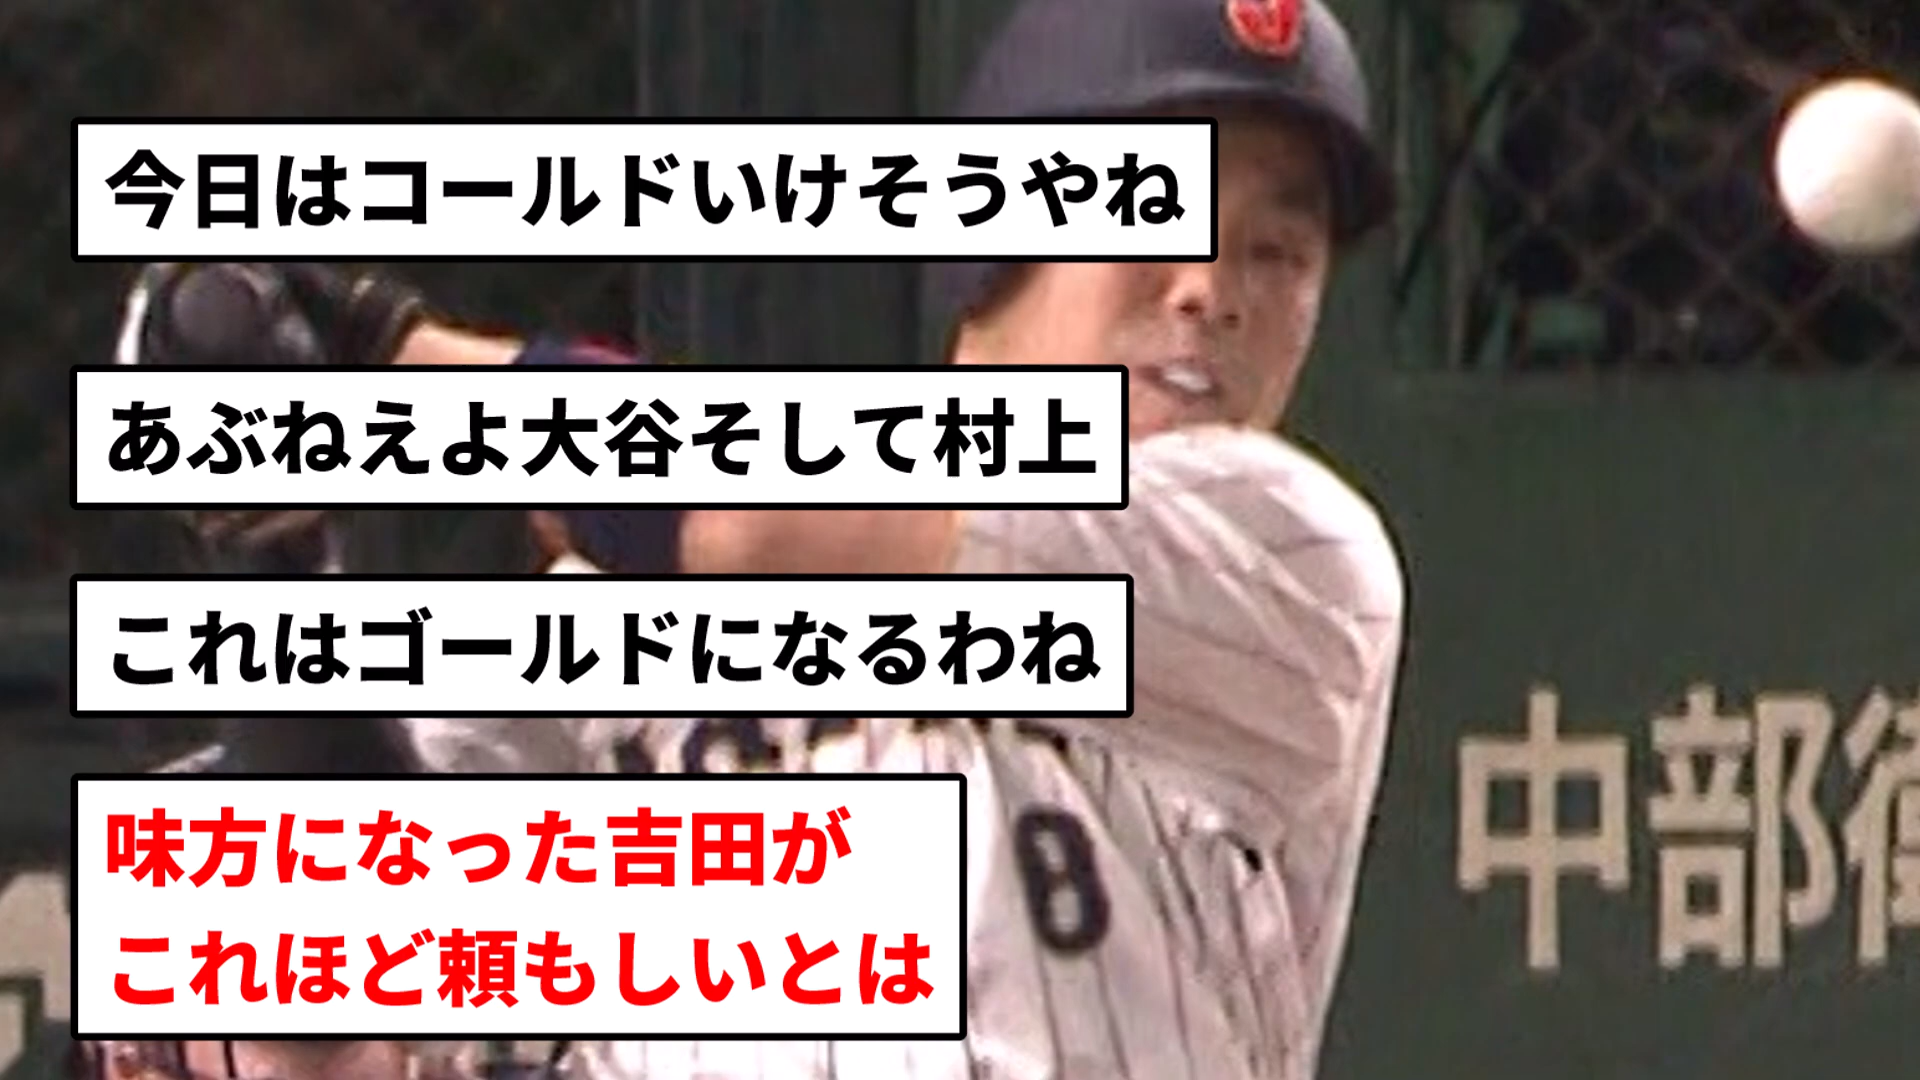 今日はコールドいけそうやね
あぶねえよ大谷そして村上
これはゴールドになるわね
味方になった吉田が
これほど頼もしいとは
J
8
中部